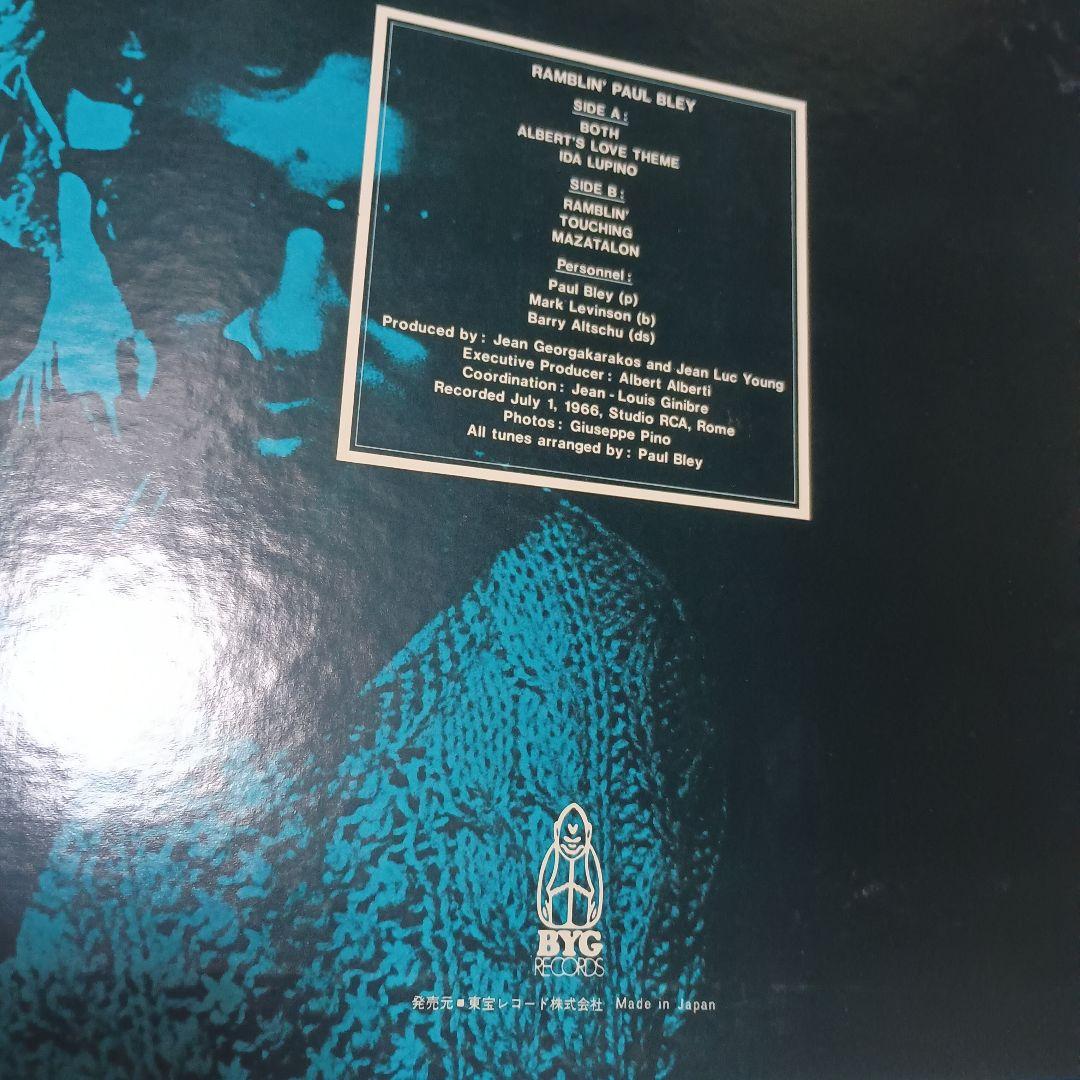 RAMBLIN' PAUL BLEY
SIDE A:
BOTH
ALBERT'S LOVE THEME
IDA LUPINO
SIDE B:
RAMBLIN'
TOUCHING
MAZATALON
Personnel:
Paul Bley (p)
Mark Levinson (b)
Barry Altschu (ds)
Produced by: Jean Georgakarakos and Jean Luc Young
Executive Producer: Albert Alberti
Coordination: Jean-Louis Ginibre
Recorded July 1, 1966, Studio RCA, Rome
Photos: Giuseppe Pino
All tunes arranged by: Paul Bley
BYG
RECORDS
発売元■東宝レコード株式会社 Made in Japan